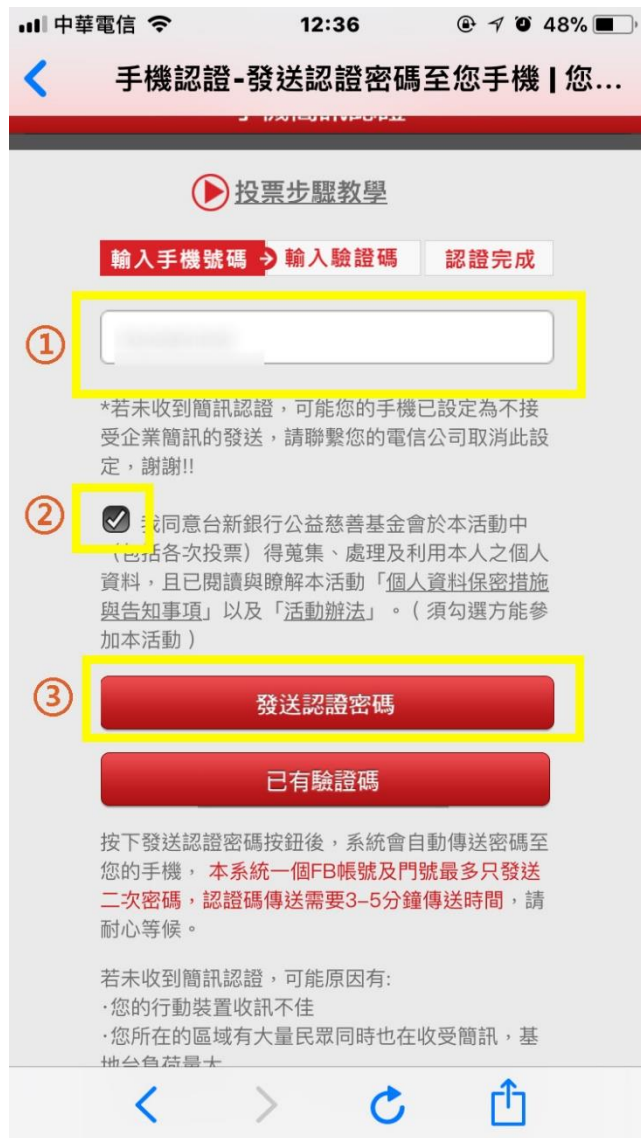 中華電信 12:36 48%
手機認證-發送認證密碼至您手機 | 您...
手機簡訊認證
投票步驟教學
輸入手機號碼 輸入驗證碼 認證完成
①
*若未收到簡訊認證,可能您的手機已設定為不接
受企業簡訊的發送,請聯繫您的電信公司取消此設
定,謝謝!!
② 我同意台新銀行公益慈善基金會於本活動中
(包括各次投票)得蒐集、處理及利用本人之個人
資料,且已閱讀與瞭解本活動「個人資料保密措施
與告知事項」以及「活動辦法」。(須勾選方能參
加本活動)
③ 發送認證密碼
已有驗證碼
按下發送認證密碼按鈕後,系統會自動傳送密碼至
您的手機, 本系統一個FB帳號及門號最多只發送
二次密碼,認證碼傳送需要3–5分鐘傳送時間,請
耐心等候。
若未收到簡訊認證,可能原因有:
·您的行動裝置收訊不佳
·您所在的區域有大量民眾同時也在收受簡訊,基
地台負荷量大